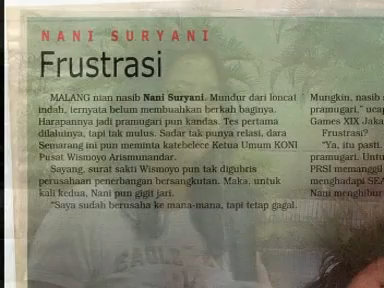 NANI SURYANI
Frustrasi
MALANG nian nasib Nani Suryani. Mundur dari loncat
indah, ternyata belum membuahkan berkah baginya.
Harapannya jadi pramugari pun kandas. Tes pertama
dilaluinya, tapi tak mulus. Sadar tak punya relasi, dara
Semarang ini pun meminta katebelece Ketua Umum KONI
Pusat Wismoyo Arismunandar.
Sayang, surat sakti Wismoyo pun tak digubris
perusahaan penerbangan bersangkutan. Maka, untuk
kali kedua, Nani pun gigit jari.
"Saya sudah berusaha ke mana-mana, tapi tetap gagal.
Mungkin, nasib
pramugari,"
Games XIX Jaka
Frustrasi?
"Ya, itu pasti.
pramugari. Untu
PRSI memanggil
menghadapi SEA
Nani menghibur
EAGLE